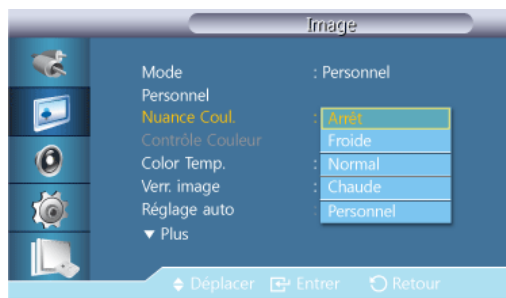 Image
Mode : Personnel
Personnel
Nuance Coul. : Arrêt
Contrôle Couleur Froide
Color Temp. : Normal
Verr. image : Chaude
Réglage auto : Personnel
▼ Plus
Déplacer Entrer Retour